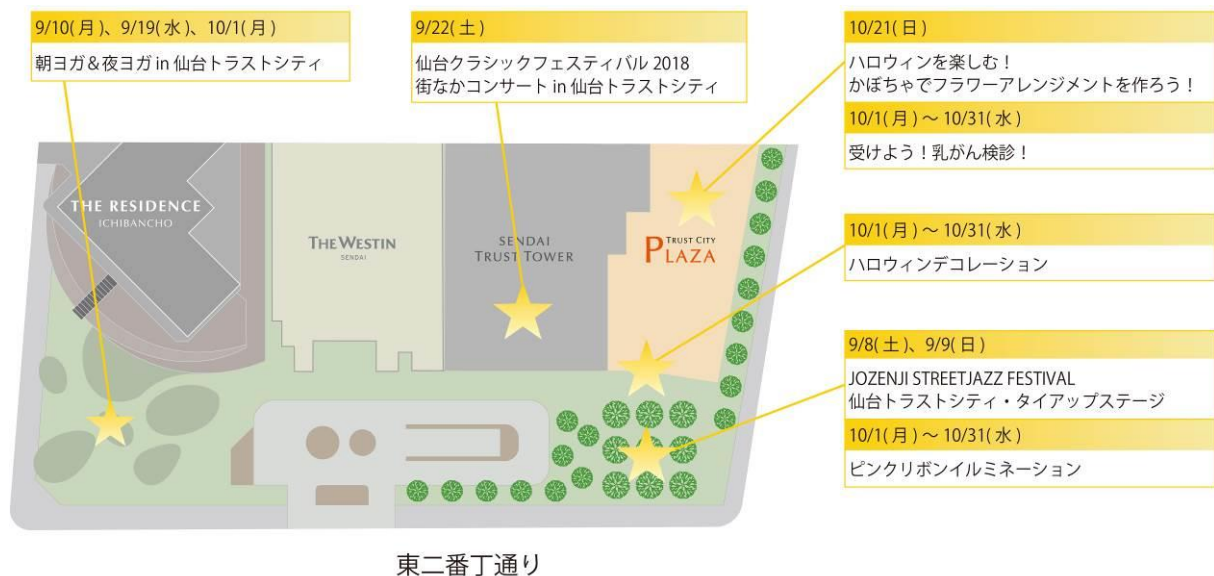 9/10(月)、9/19(水)、10/1(月)
朝ヨガ&夜ヨガ in 仙台トラストシティ
9/22(土)
仙台クラシックフェスティバル 2018
街なかコンサート in 仙台トラストシティ
10/21(日)
ハロウィンを楽しむ!
かぼちゃでフラワーアレンジメントを作ろう!
10/1(月)~10/31(水)
受けよう!乳がん検診!
THE RESIDENCE
ICHIBANCHO
THE WESTIN
SENDAI
SENDAI
TRUST TOWER
TRUST CITY
PLAZA
10/1(月)~10/31(水)
ハロウィンデコレーション
9/8(土)、9/9(日)
JOZENJI STREETJAZZ FESTIVAL
仙台トラストシティ・タイアップステージ
10/1(月)~10/31(水)
ピンクリボンイルミネーション
東二番丁通り